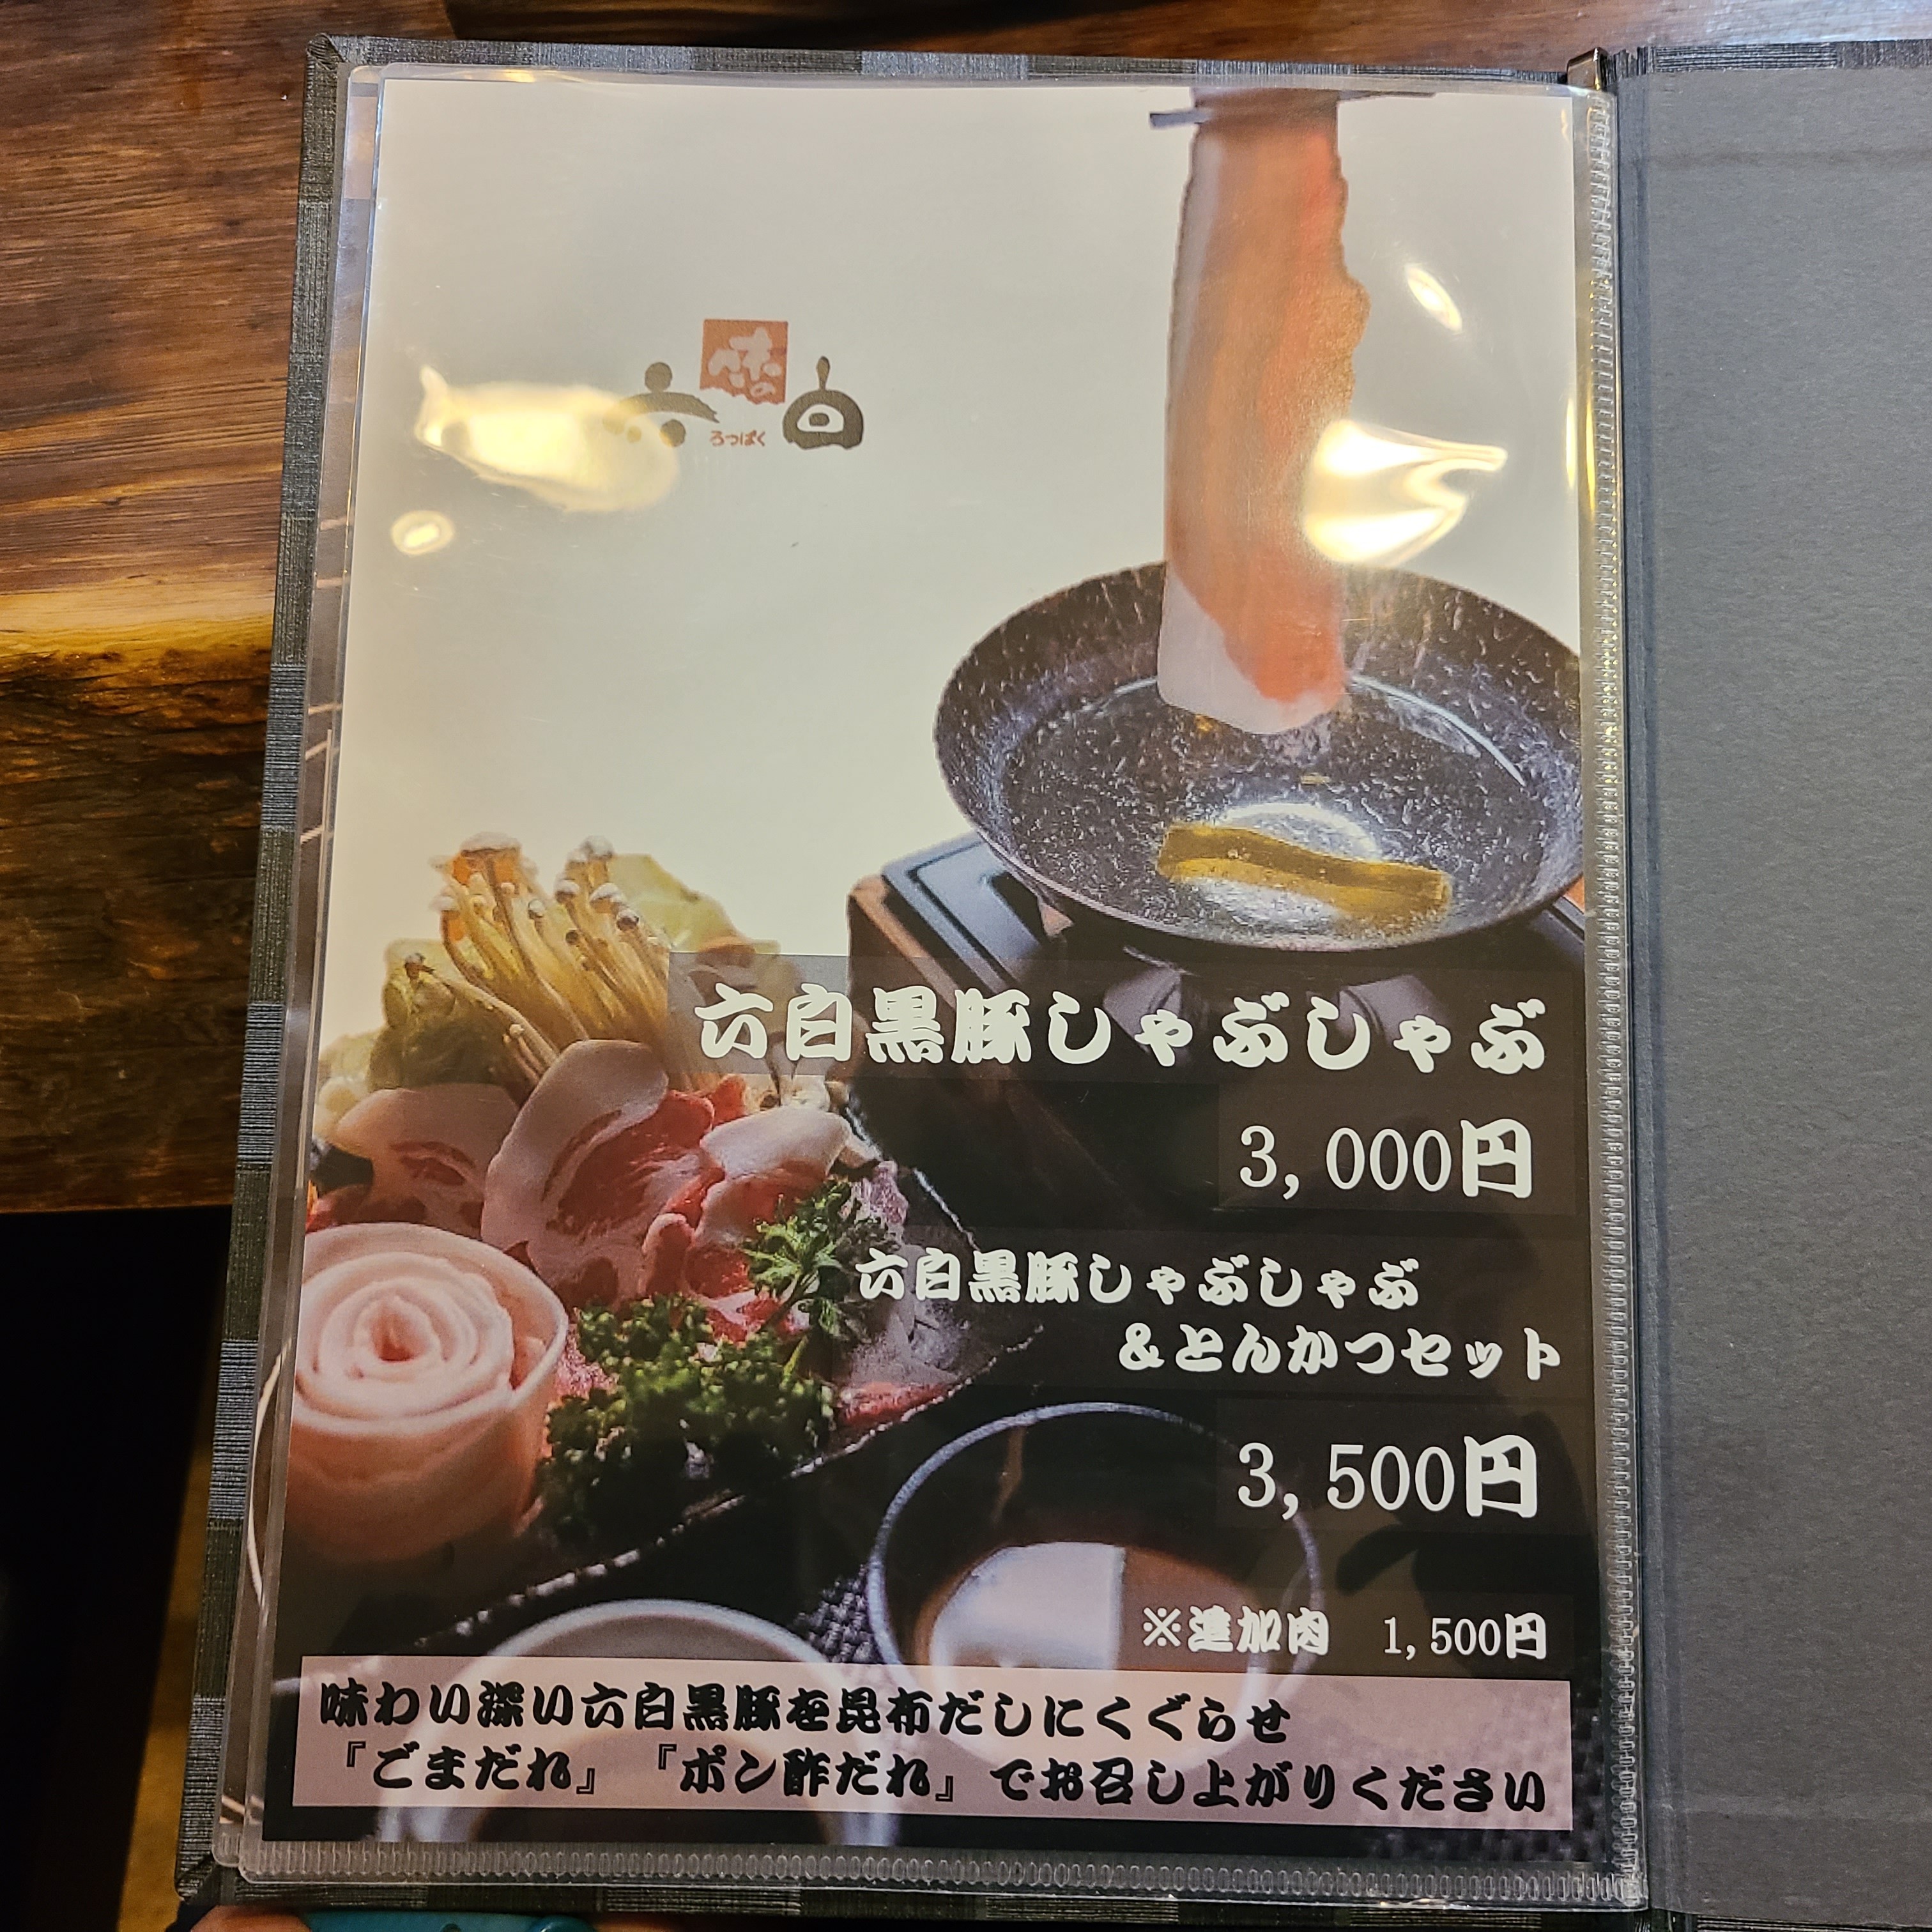 味の
六白
ろっぱく
六白黒豚しゃぶしゃぶ
3,000円
六白黒豚しゃぶしゃぶ
&とんかつセット
3,500円
※追加肉 1,500円
味わい深い六白黒豚を昆布だしにくぐらせ
『ごまだれ』『ポン酢だれ』でお召し上がりください